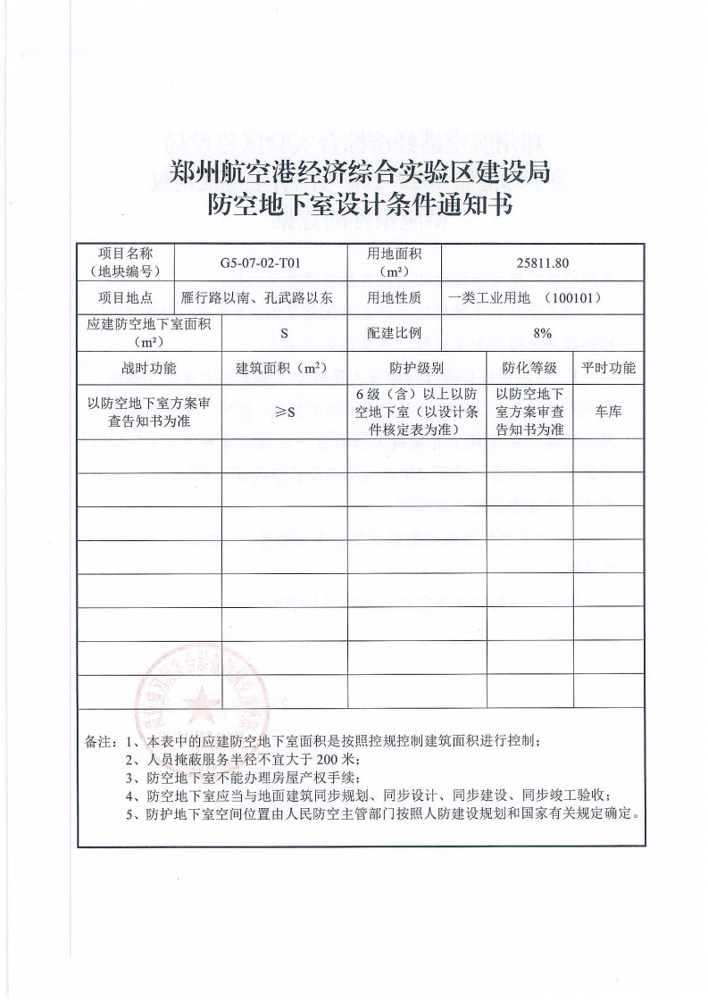 郑州航空港经济综合实验区建设局
防空地下室设计条件通知书
项目名称
（地块编号）
G5-07-02-T01
用地面积
（m²）
25811.80
项目地点
雁行路以南、孔武路以东
用地性质
一类工业用地 （100101）
应建防空地下室面积
（m²）
S
配建比例
8%
战时功能
建筑面积（m²）
防护级别
防化等级
平时功能
以防空地下室方案审
查告知书为准
≥S
6 级（含）以上以防
空地下室（以设计条
件核定表为准）
以防空地下
室方案审查
告知书为准
车库
备注：1、本表中的应建防空地下室面积是按照控规控制建筑面积进行控制；
2、人员掩蔽服务半径不宜大于 200 米；
3、防空地下室不能办理房屋产权手续；
4、防空地下室应当与地面建筑同步规划、同步设计、同步建设、同步竣工验收；
5、防护地下室空间位置由人民防空主管部门按照人防建设规划和国家有关规定确定。